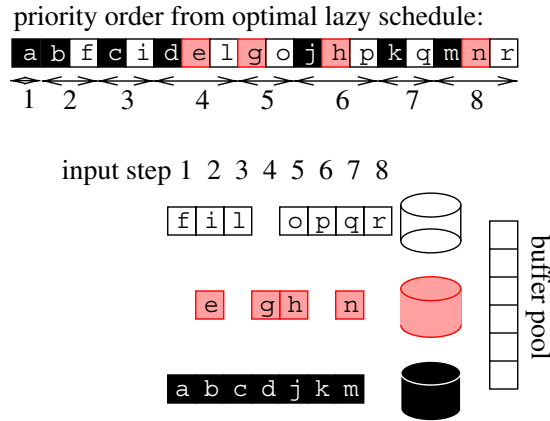 priority order from optimal lazy schedule:
a b f c i d e l g o j h p k q m n r
1 2 3 4 5 6 7 8
input step 1 2 3 4 5 6 7 8
f i l o p q r
e g h n
a b c d j k m
buffer pool